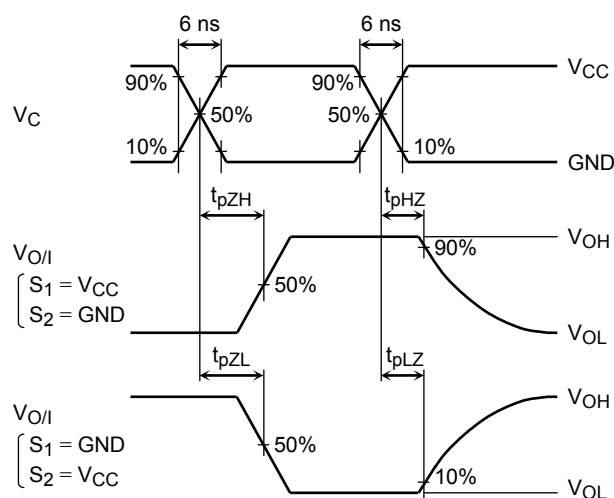 6 ns 6 ns
90% 90% VCC
VC 50% 50%
10% 10% GND
tpZH tpHZ
VO/I VOH
S1 = VCC 90%
S2 = GND 50%
VOL
tpZL tpLZ
VO/I VOH
S1 = GND 50%
S2 = VCC 10%
VOL